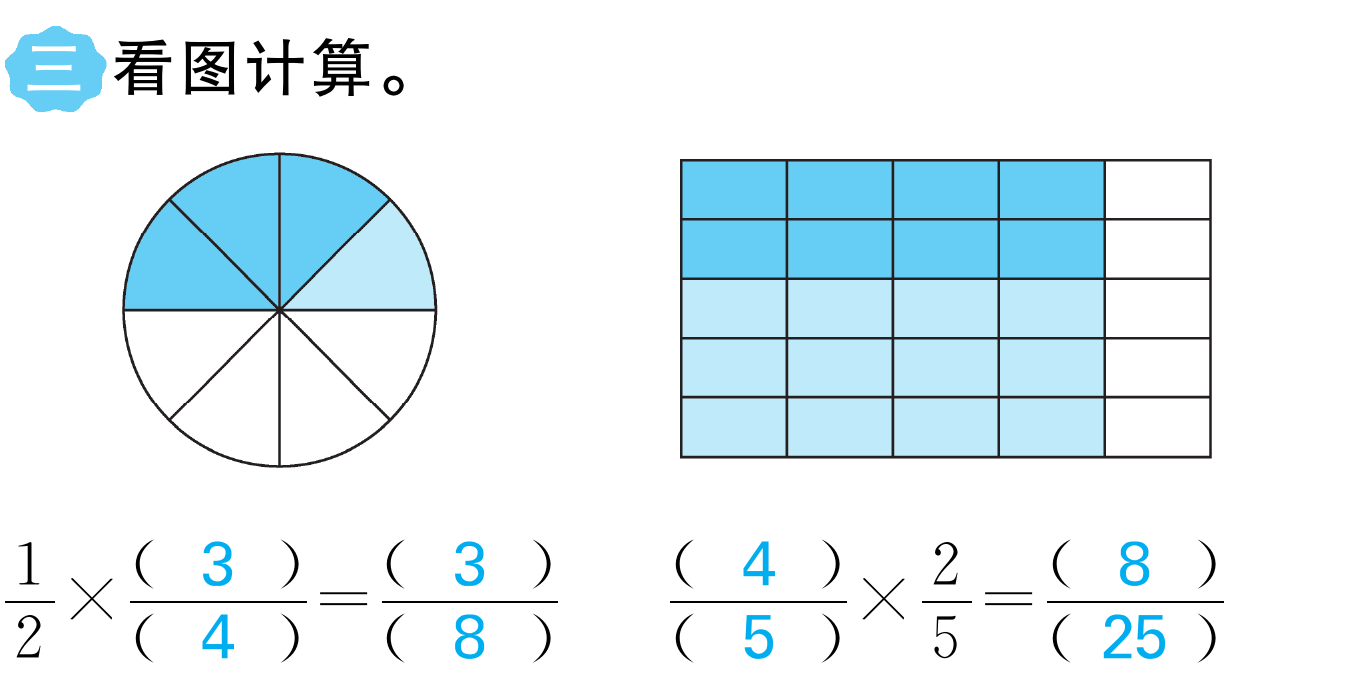 三 看图计算。
1/2 × ( 3 )/( 4 ) = ( 3 )/( 8 )
( 4 )/( 5 ) × 2/5 = ( 8 )/( 25 )